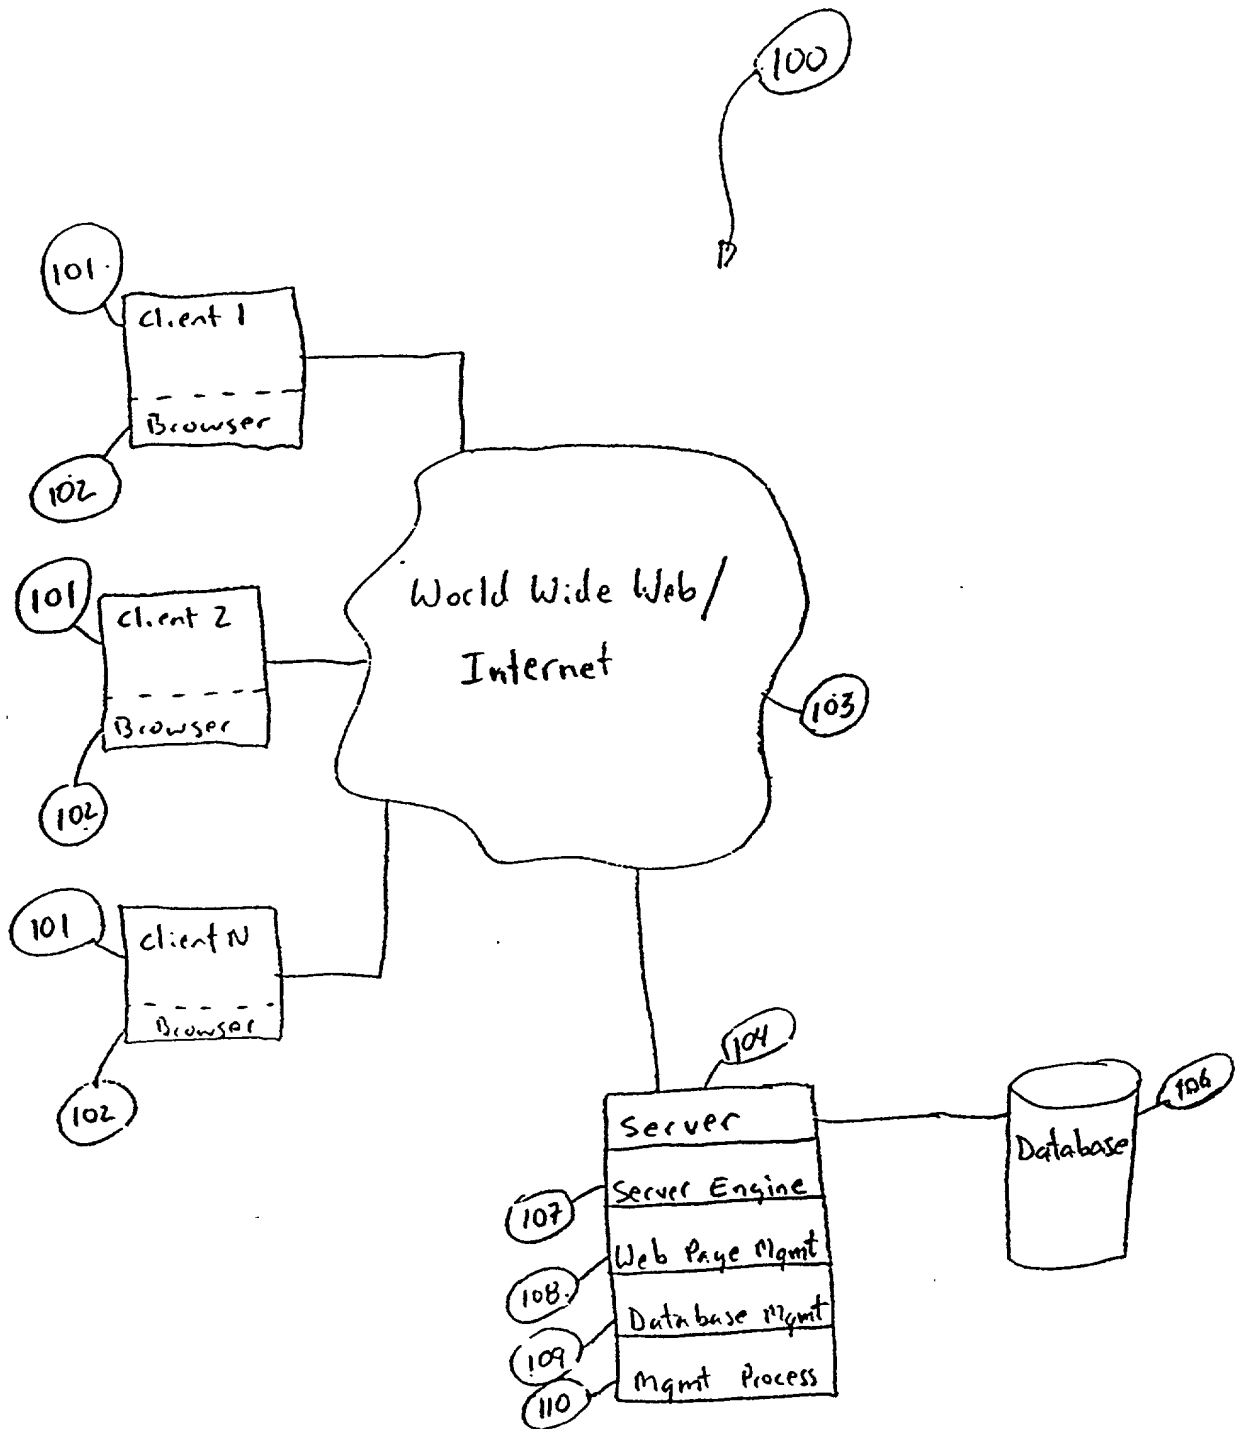 100
101
Client 1
Browser
102
101
Client 2
Browser
102
World Wide Web/
Internet
103
101
Client N
Browser
102
104
Server
Database
106
Server Engine
107
Web Page Mgmt
108
Database Mgmt
109
Mgmt Process
110